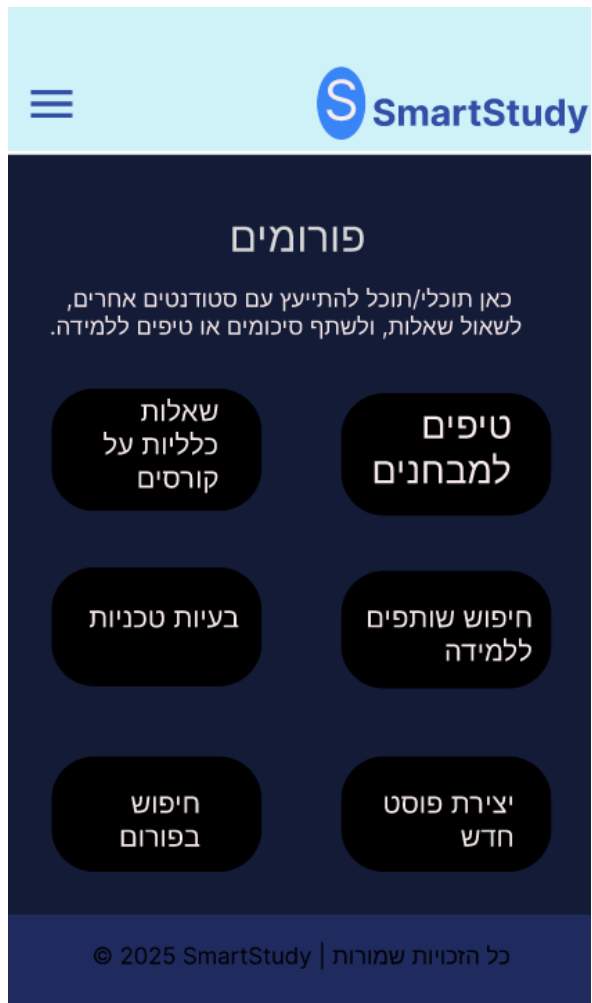 S SmartStudy
פורומים
כאן תוכלי/תוכל להתייעץ עם סטודנטים אחרים,
לשאול שאלות, ולשתף סיכומים או טיפים ללמידה.
טיפים
למבחנים
שאלות
כלליות על
קורסים
חיפוש שותפים
ללמידה
בעיות טכניות
יצירת פוסט
חדש
חיפוש
בפורום
כל הזכויות שמורות | SmartStudy 2025 ©